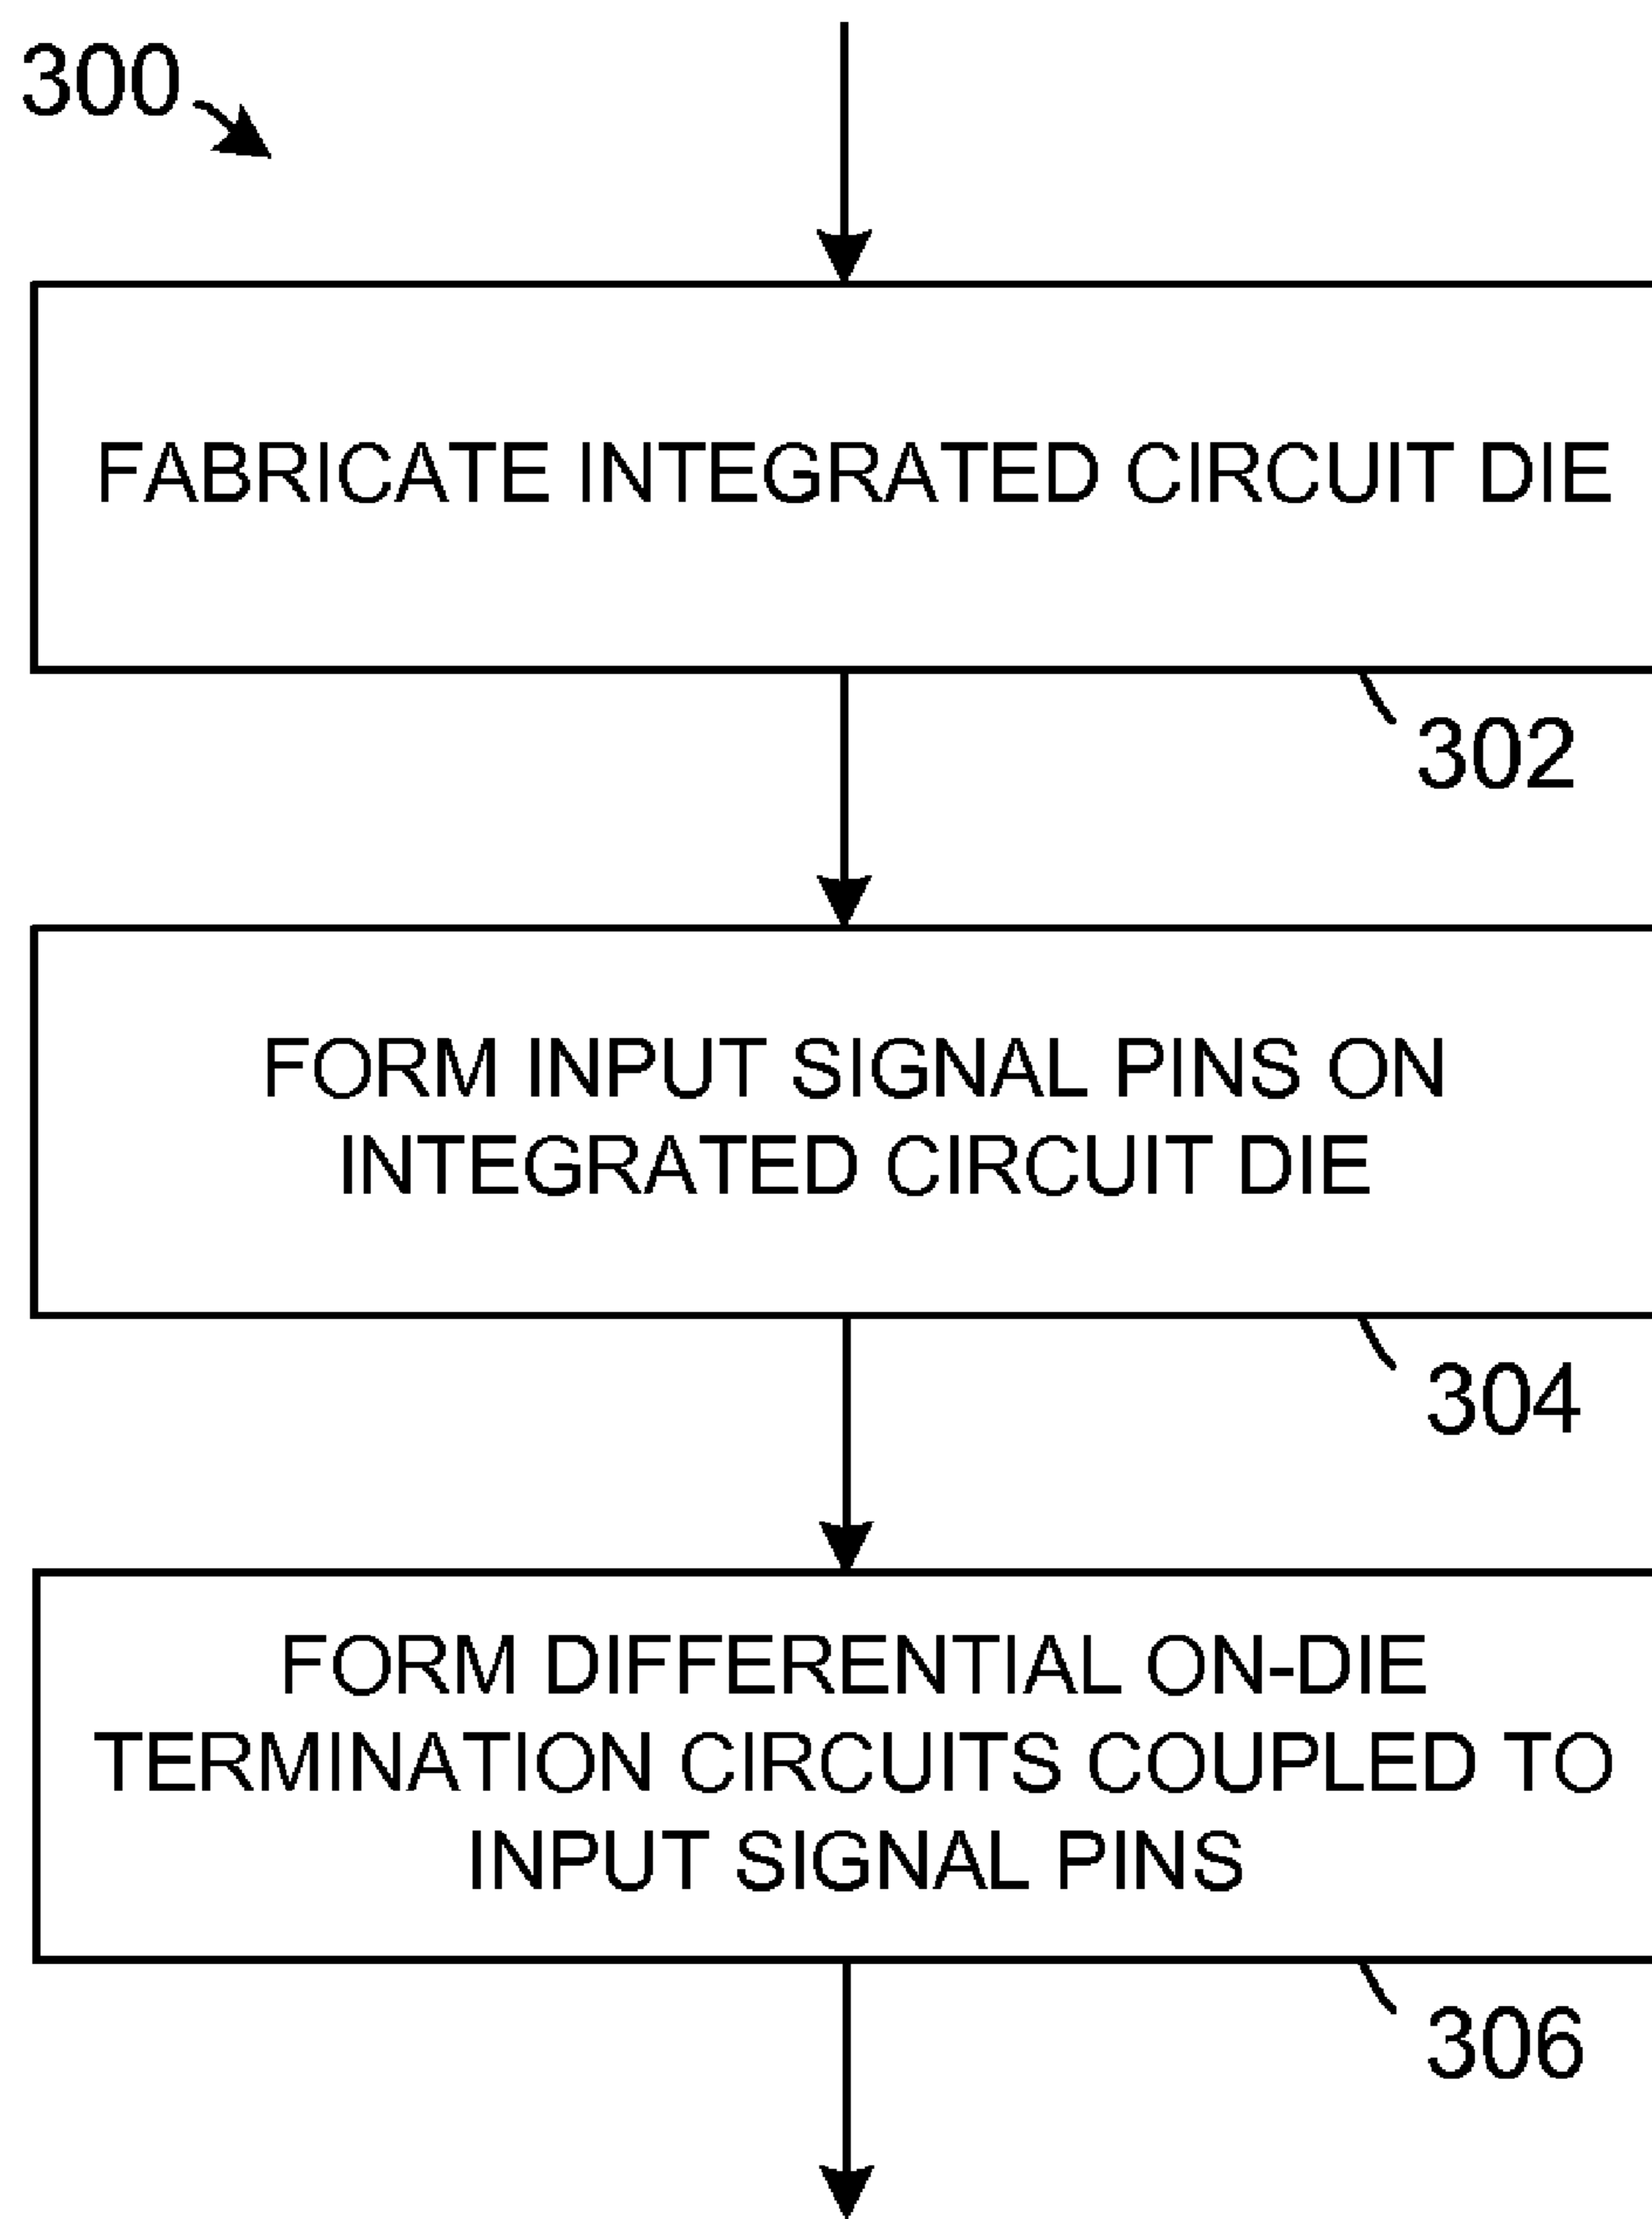 300
FABRICATE INTEGRATED CIRCUIT DIE
302
FORM INPUT SIGNAL PINS ON
INTEGRATED CIRCUIT DIE
304
FORM DIFFERENTIAL ON-DIE
TERMINATION CIRCUITS COUPLED TO
INPUT SIGNAL PINS
306